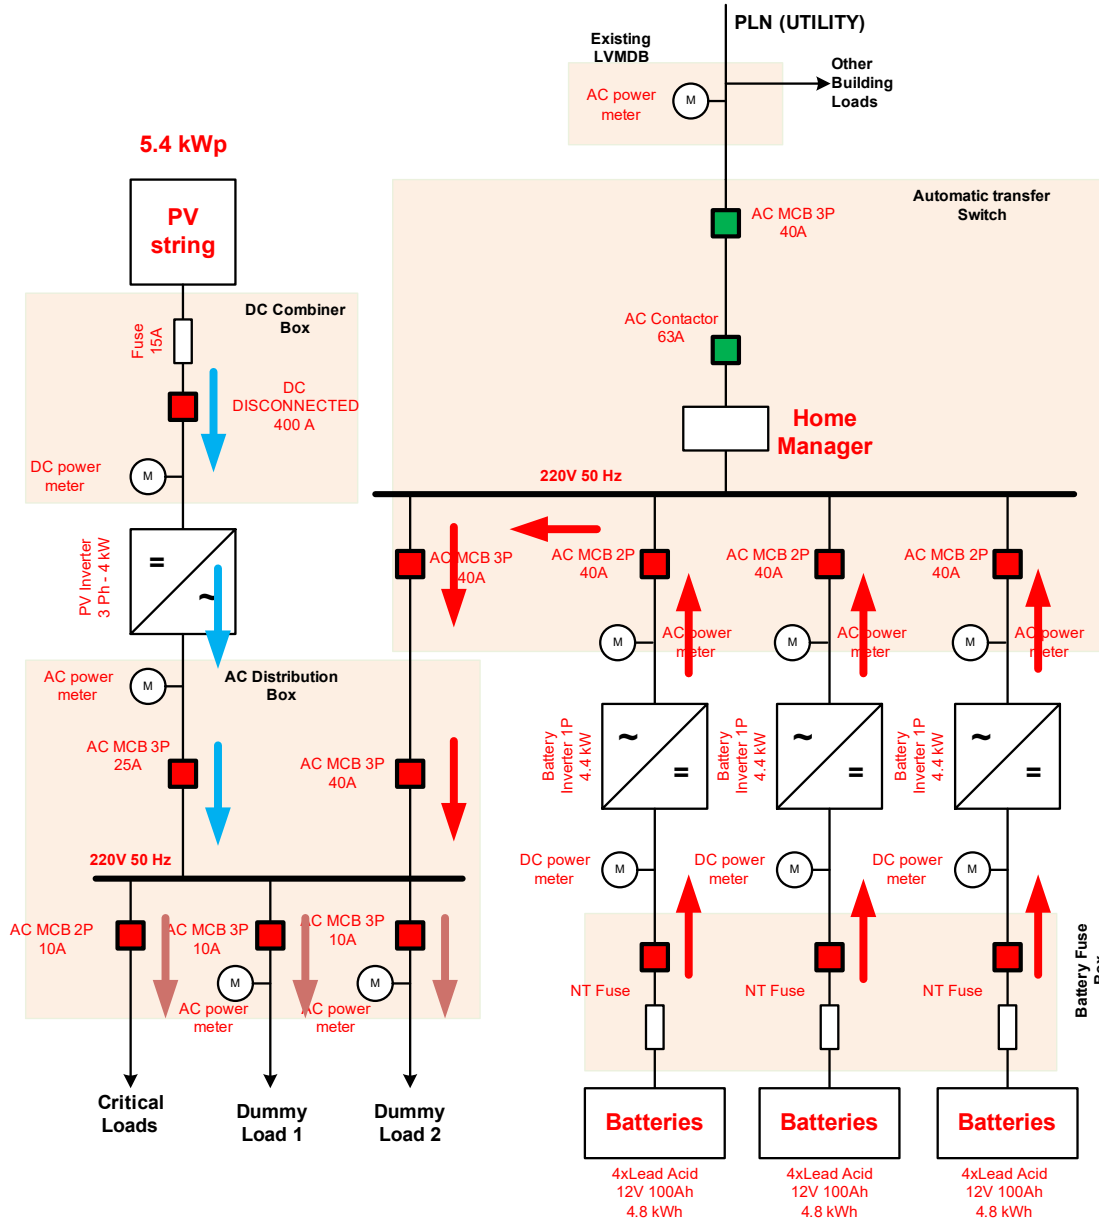 PLN (UTILITY)
Existing
LVMDB
Other
Building
Loads
AC power
meter
M
5.4 kWp
PV
string
Automatic transfer
Switch
AC MCB 3P
40A
DC Combiner
Box
Fuse
15A
AC Contactor
63A
DC
DISCONNECTED
400 A
Home
Manager
DC power
meter
M
220V 50 Hz
PV Inverter
3 Ph - 4 kW
=
~
AC MCB 3P
40A
AC MCB 2P
40A
AC MCB 2P
40A
AC MCB 2P
40A
M
AC power
meter
M
AC power
meter
M
AC power
meter
AC Distribution
Box
AC power
meter
M
AC MCB 3P
25A
AC MCB 3P
40A
Battery
Inverter 1P
4.4 kW
~
=
Battery
Inverter 1P
4.4 kW
~
=
Battery
Inverter 1P
4.4 kW
~
=
220V 50 Hz
DC power
meter
M
DC power
meter
M
DC power
meter
M
AC MCB 2P
10A
AC MCB 3P
10A
AC MCB 3P
10A
M
AC power
meter
M
AC power
meter
Battery Fuse
Box
NT Fuse
NT Fuse
NT Fuse
Critical
Loads
Dummy
Load 1
Dummy
Load 2
Batteries
Batteries
Batteries
4xLead Acid
12V 100Ah
4.8 kWh
4xLead Acid
12V 100Ah
4.8 kWh
4xLead Acid
12V 100Ah
4.8 kWh